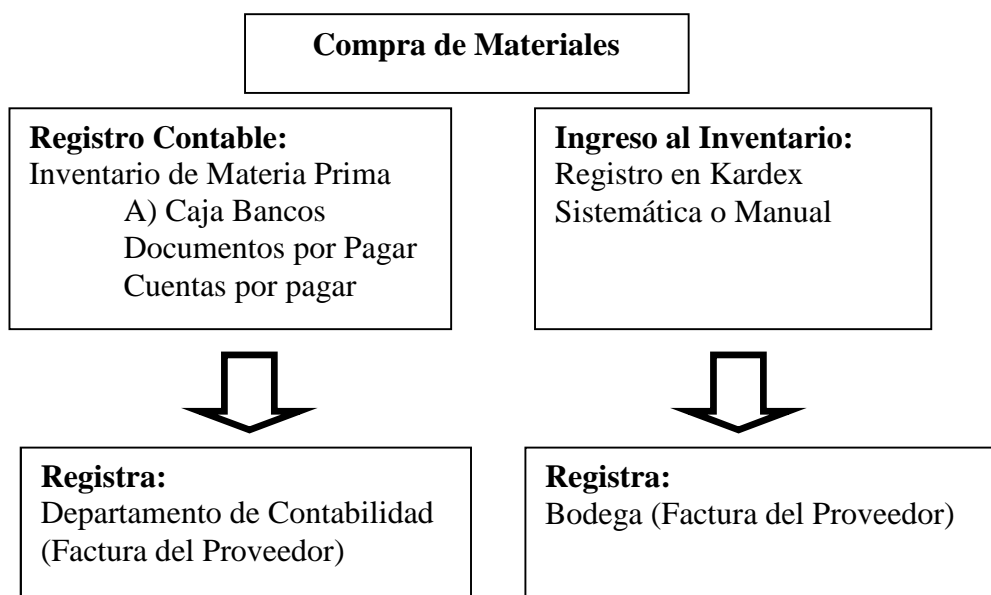 Compra de Materiales
Registro Contable:
Inventario de Materia Prima
A) Caja Bancos
Documentos por Pagar
Cuentas por pagar
Ingreso al Inventario:
Registro en Kardex
Sistemática o Manual
Registra:
Departamento de Contabilidad
(Factura del Proveedor)
Registra:
Bodega (Factura del Proveedor)